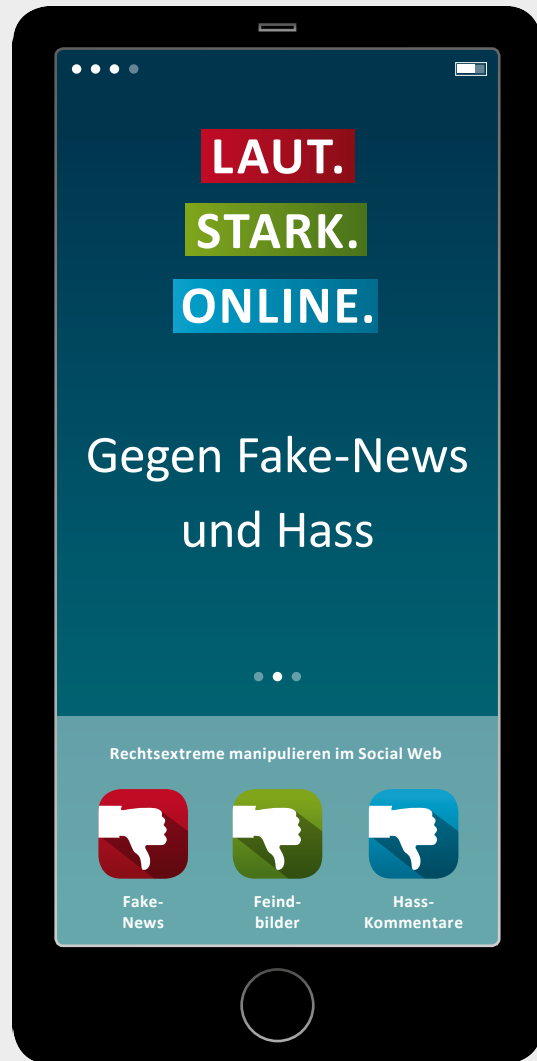 LAUT.
STARK.
ONLINE.
Gegen Fake-News
und Hass
Rechtsextreme manipulieren im Social Web
Fake-
News
Feind-
bilder
Hass-
Kommentare